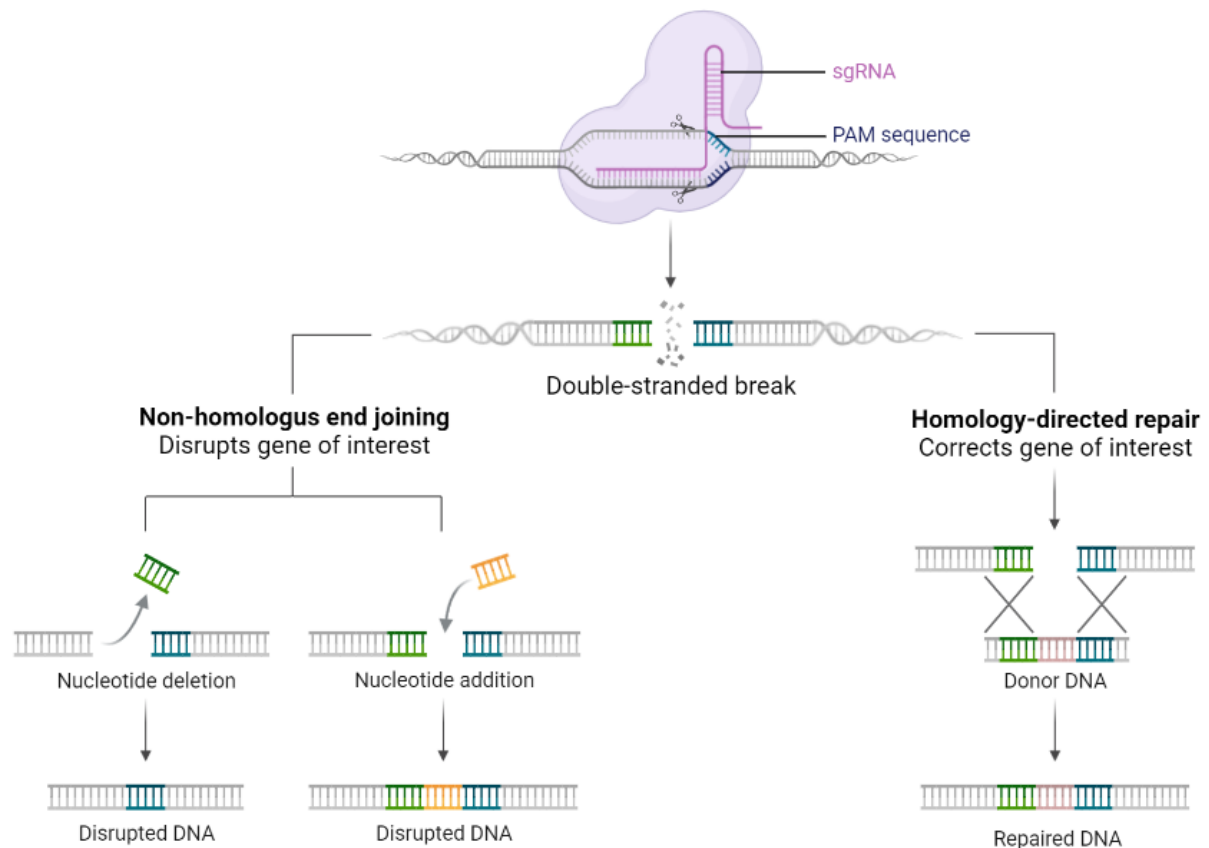 sgRNA
PAM sequence
Double-stranded break
Non-homologus end joining
Disrupts gene of interest
Homology-directed repair
Corrects gene of interest
Nucleotide deletion
Nucleotide addition
Donor DNA
Disrupted DNA
Disrupted DNA
Repaired DNA